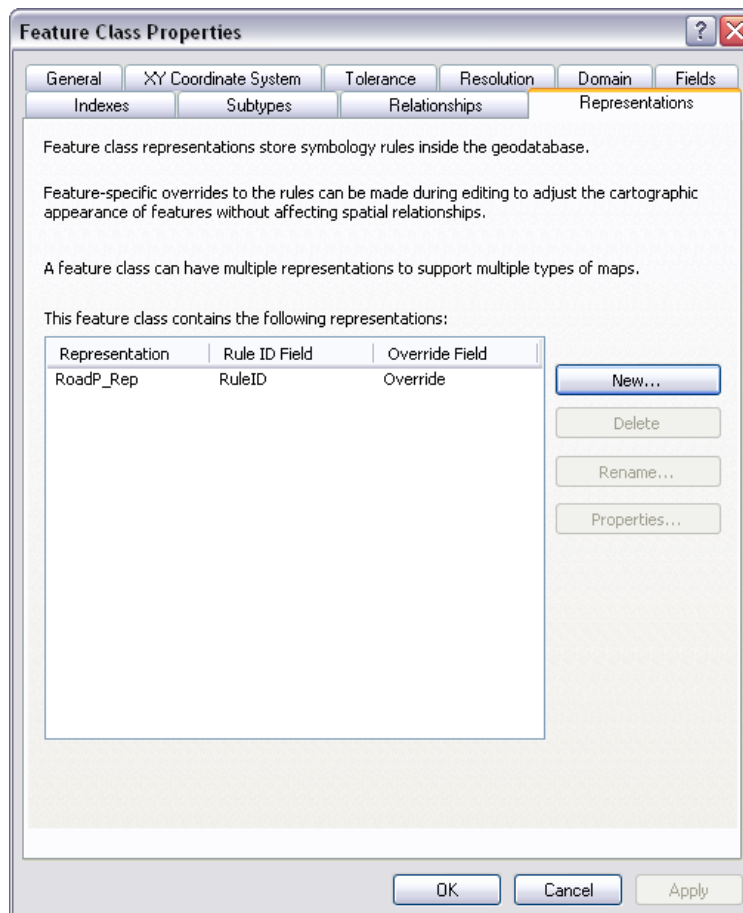 Feature Class Properties
General XY Coordinate System Tolerance Resolution Domain Fields
Indexes Subtypes Relationships Representations
Feature class representations store symbology rules inside the geodatabase.
Feature-specific overrides to the rules can be made during editing to adjust the cartographic
appearance of features without affecting spatial relationships.
A feature class can have multiple representations to support multiple types of maps.
This feature class contains the following representations:
Representation Rule ID Field Override Field
RoadP_Rep RuleID Override
New...
Delete
Rename...
Properties...
OK Cancel Apply